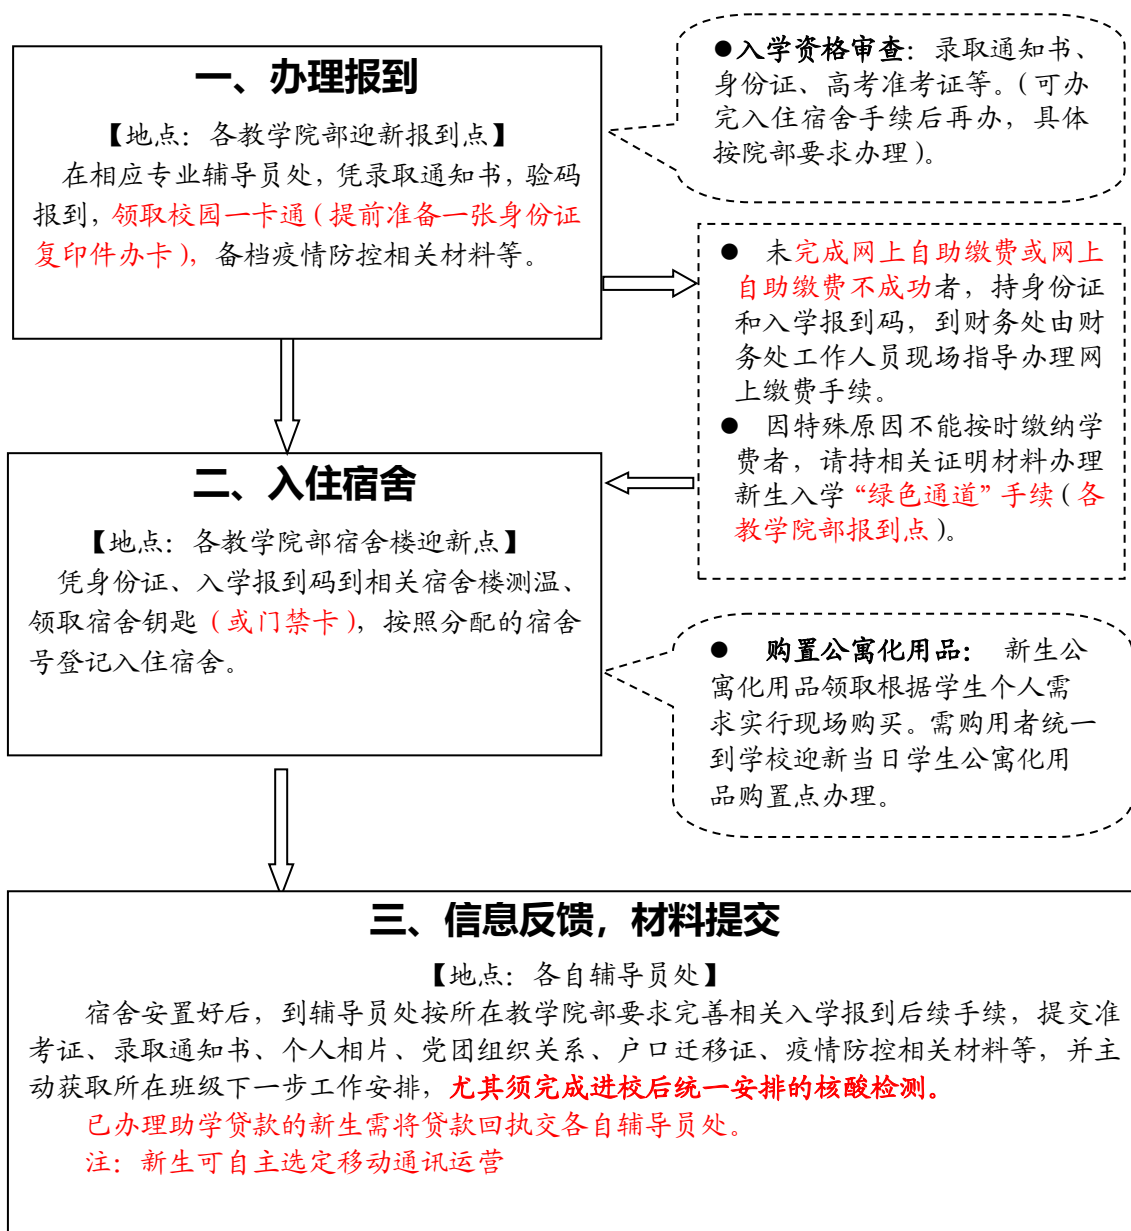 一、办理报到
【地点：各教学院部迎新报到点】
在相应专业辅导员处，凭录取通知书，验码
报到，领取校园一卡通（提前准备一张身份证
复印件办卡），备档疫情防控相关材料等。
●入学资格审查：录取通知书、
身份证、高考准考证等。（可办
完入住宿舍手续后再办，具体
按院部要求办理）。
● 未完成网上自助缴费或网上
自助缴费不成功者，持身份证
和入学报到码，到财务处由财
务处工作人员现场指导办理网
上缴费手续。
● 因特殊原因不能按时缴纳学
费者，请持相关证明材料办理
新生入学“绿色通道”手续（各
教学院部报到点）。
二、入住宿舍
【地点：各教学院部宿舍楼迎新点】
凭身份证、入学报到码到相关宿舍楼测温、
领取宿舍钥匙（或门禁卡），按照分配的宿舍
号登记入住宿舍。
● 购置公寓化用品： 新生公
寓化用品领取根据学生个人需
求实行现场购买。需购用者统一
到学校迎新当日学生公寓化用
品购置点办理。
三、信息反馈，材料提交
【地点：各自辅导员处】
宿舍安置好后，到辅导员处按所在教学院部要求完善相关入学报到后续手续，提交准
考证、录取通知书、个人相片、党团组织关系、户口迁移证、疫情防控相关材料等，并主
动获取所在班级下一步工作安排，尤其须完成进校后统一安排的核酸检测。
已办理助学贷款的新生需将贷款回执交各自辅导员处。
注：新生可自主选定移动通讯运营